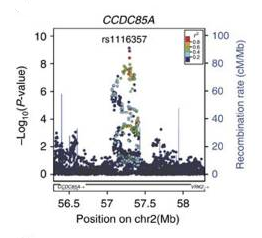 CCDC85A
rs1116357
r²
0.8
0.6
0.4
0.2
10
8
6
4
2
0
100
80
60
40
20
0
−Log₁₀(P-value)
Recombination rate (cM/Mb)
CCDC85A→
VRK2→
56.5 57 57.5 58
Position on chr2(Mb)